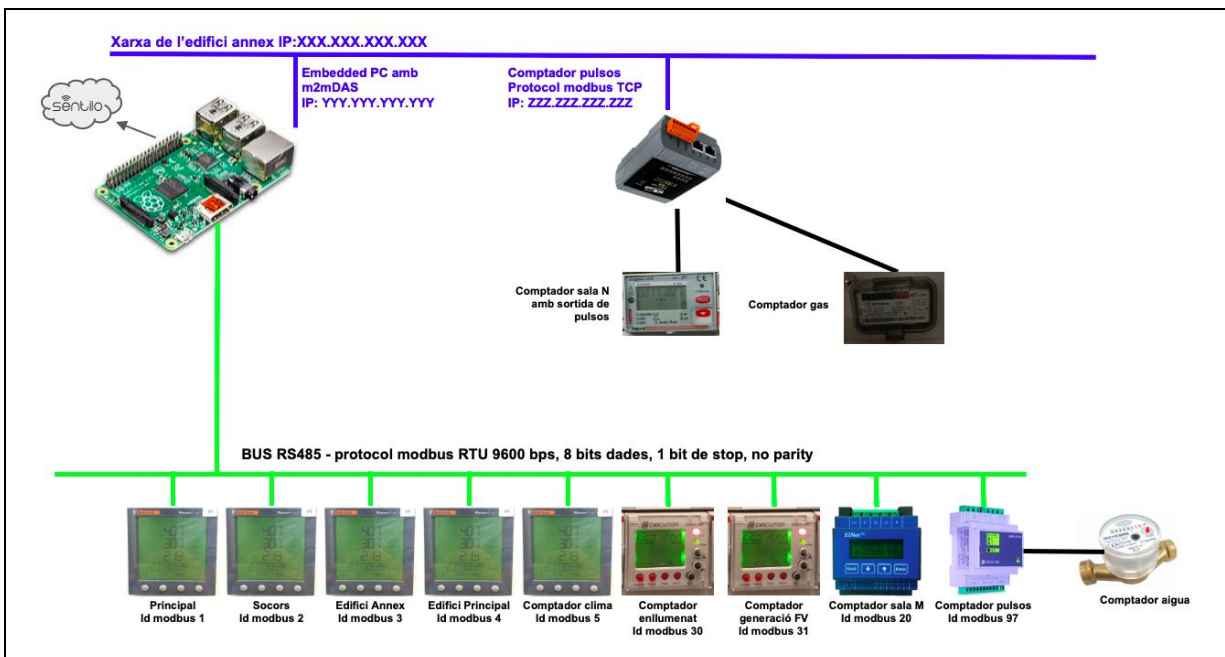 Xarxa de l'edifici annex IP:XXX.XXX.XXX.XXX
Embedded PC amb
m2mDAS
IP: YYY.YYY.YYY.YYY
Comptador pulsos
Protocol modbus TCP
IP: ZZZ.ZZZ.ZZZ.ZZZ
sentilo
Comptador sala N
amb sortida de
pulsos
Comptador gas
BUS RS485 - protocol modbus RTU 9600 bps, 8 bits dades, 1 bit de stop, no parity
CIRCUTOR
CIRCUTOR
ElNet
Principal
Id modbus 1
Socors
Id modbus 2
Edifici Annex
Id modbus 3
Edifici Principal
Id modbus 4
Comptador clima
Id modbus 5
Comptador
enllumenat
Id modbus 30
Comptador
generació FV
Id modbus 31
Comptador sala M
Id modbus 20
Comptador pulsos
Id modbus 97
Comptador aigua